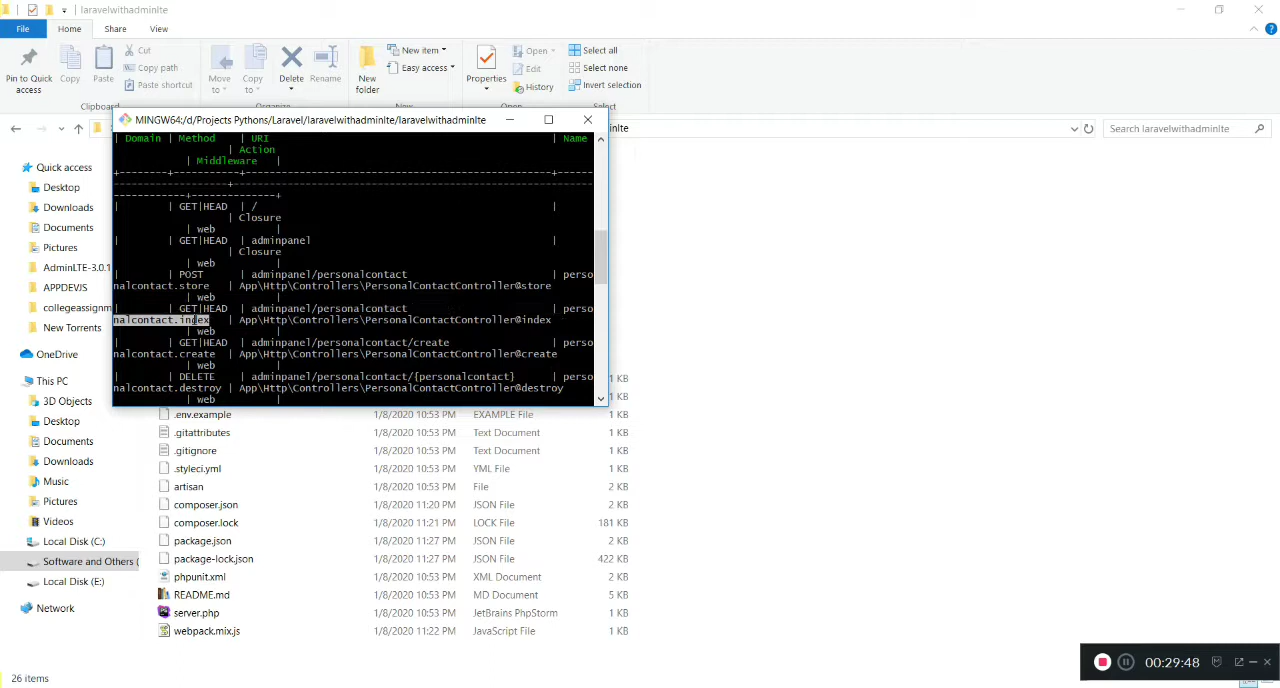 laravelwithadminlte
File Home Share View
Pin to Quick access
Copy
Paste
Cut
Copy path
Paste shortcut
Clipboard
Move to
Copy to
Delete
Rename
Organize
New folder
New item
Easy access
New
Properties
Open
Edit
History
Open
Select all
Select none
Invert selection
Select
Search laravelwithadminlte
MINGW64:/d/Projects Pythons/Laravel/laravelwithadminlte/laravelwithadminlte
| Domain | Method | URI | Name
| Action
| Middleware |
+--------+----------+
| | GET|HEAD | / |
| Closure
| web |
| | GET|HEAD | adminpanel |
| Closure
| web |
| | POST | adminpanel/personalcontact | perso
nalcontact.store | App\Http\Controllers\PersonalContactController@store
| web |
| | GET|HEAD | adminpanel/personalcontact | perso
nalcontact.index | App\Http\Controllers\PersonalContactController@index
| web |
| | GET|HEAD | adminpanel/personalcontact/create | perso
nalcontact.create | App\Http\Controllers\PersonalContactController@create
| web |
| | DELETE | adminpanel/personalcontact/{personalcontact} | perso
nalcontact.destroy | App\Http\Controllers\PersonalContactController@destroy
| web |
Quick access
Desktop
Downloads
Documents
Pictures
AdminLTE-3.0.1
APPDEVJS
collegeassignm
New Torrents
OneDrive
This PC
3D Objects
Desktop
Documents
Downloads
Music
Pictures
Videos
Local Disk (C:)
Software and Others (
Local Disk (E:)
Network
1 KB
1 KB
.env.example 1/8/2020 10:53 PM EXAMPLE File 1 KB
.gitattributes 1/8/2020 10:53 PM Text Document 1 KB
.gitignore 1/8/2020 10:53 PM Text Document 1 KB
.styleci.yml 1/8/2020 10:53 PM YML File 1 KB
artisan 1/8/2020 10:53 PM File 2 KB
composer.json 1/8/2020 11:20 PM JSON File 2 KB
composer.lock 1/8/2020 11:21 PM LOCK File 181 KB
package.json 1/8/2020 11:27 PM JSON File 2 KB
package-lock.json 1/8/2020 11:27 PM JSON File 422 KB
phpunit.xml 1/8/2020 10:53 PM XML Document 2 KB
README.md 1/8/2020 10:53 PM MD Document 5 KB
server.php 1/8/2020 10:53 PM JetBrains PhpStorm 1 KB
webpack.mix.js 1/8/2020 11:22 PM JavaScript File 1 KB
00:29:48
26 items